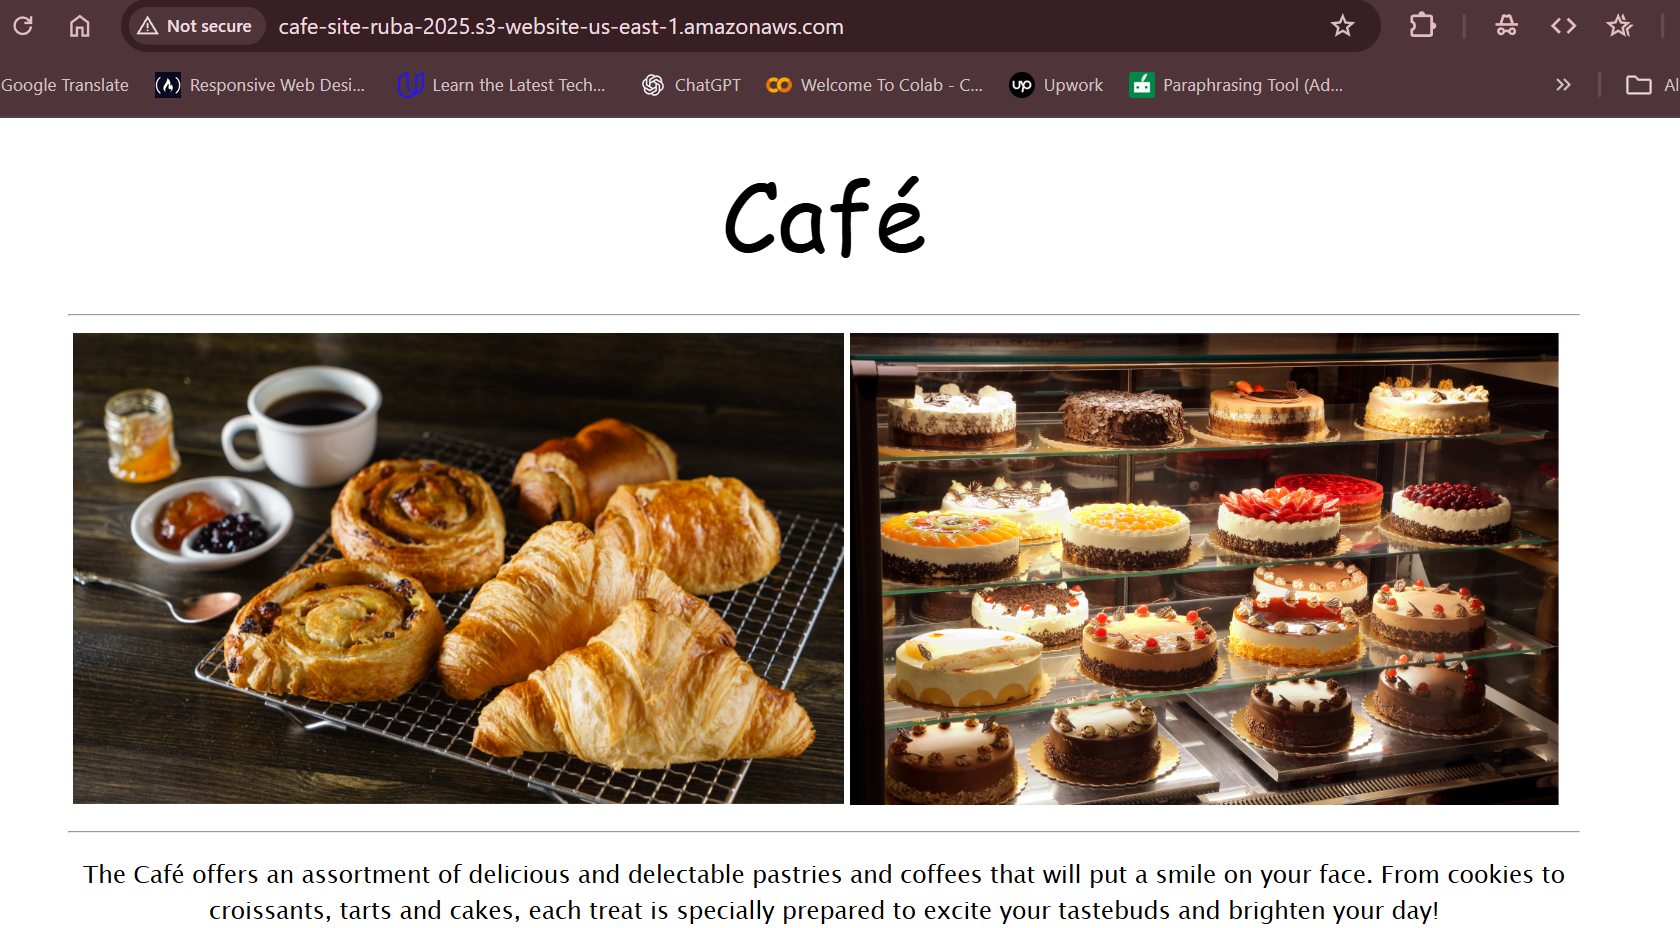 Not secure
cafe-site-ruba-2025.s3-website-us-east-1.amazonaws.com
Google Translate
Responsive Web Desi...
Learn the Latest Tech...
ChatGPT
Welcome To Colab - C...
up
Upwork
Paraphrasing Tool (Ad...
Al
Café
The Café offers an assortment of delicious and delectable pastries and coffees that will put a smile on your face. From cookies to
croissants, tarts and cakes, each treat is specially prepared to excite your tastebuds and brighten your day!